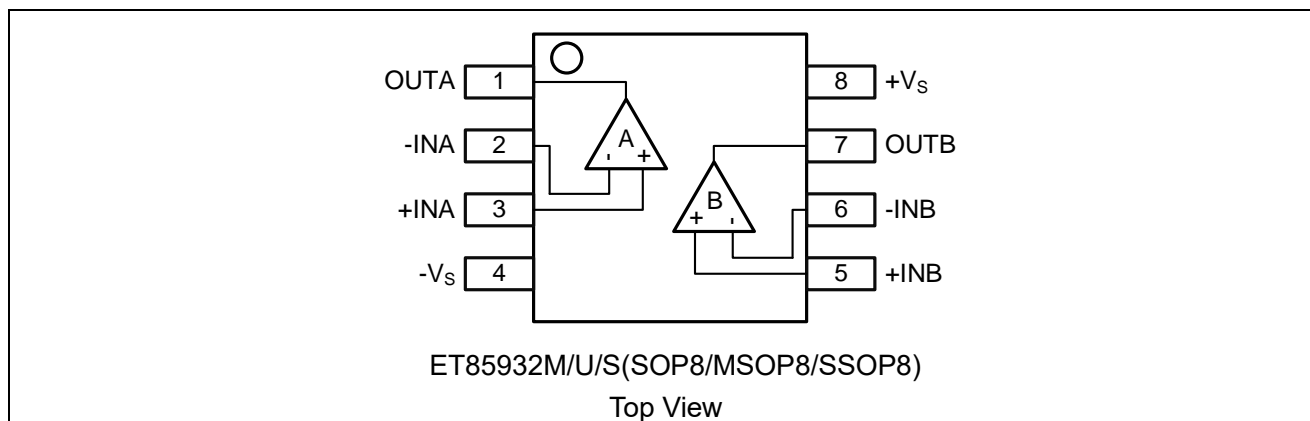 OUTA 1 8 +VS
-INA 2 A - + 7 OUTB
+INA 3 B + - 6 -INB
-VS 4 5 +INB
ET85932M/U/S(SOP8/MSOP8/SSOP8)
Top View